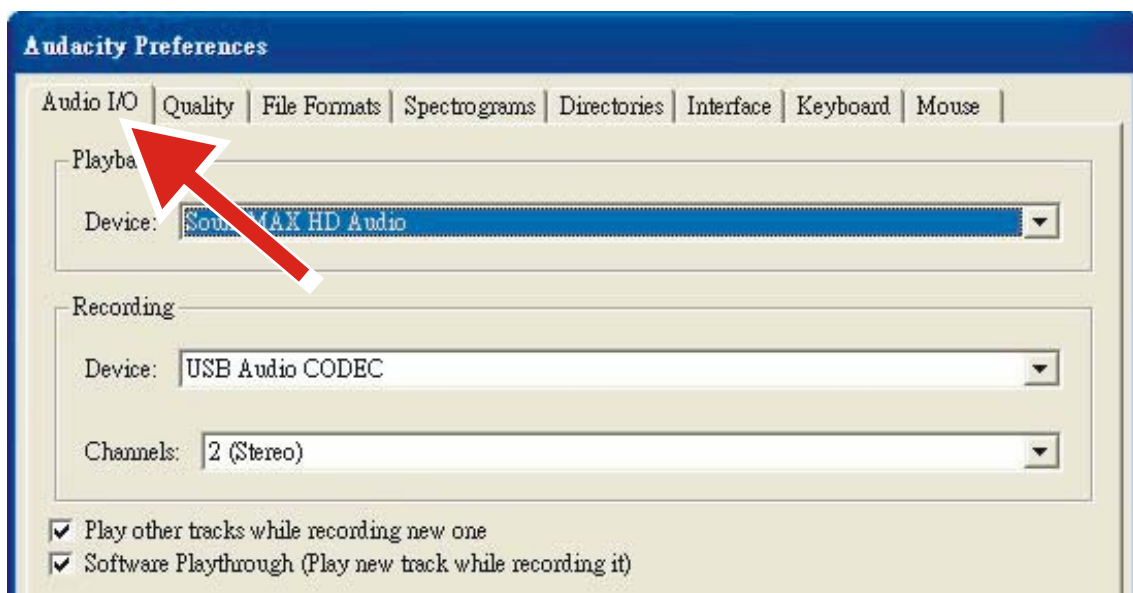 Audacity Preferences
Audio I/O Quality File Formats Spectrograms Directories Interface Keyboard Mouse
Device: MAX HD Audio
Recording
Device: USB Audio CODEC
Channels: 2 (Stereo)
Play other tracks while recording new one
Software Playthrough (Play new track while recording it)